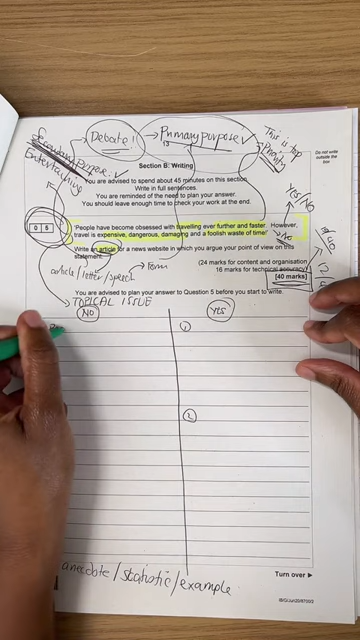 Debate! → Primary purpose ✓
Secondary Purpose ✓
Entertaining
This is top
Priority
Do not write
outside the
box
Section B: Writing
You are advised to spend about 45 minutes on this section.
Write in full sentences.
You are reminded of the need to plan your answer.
You should leave enough time to check your work at the end.
YES/NO
0 5
'People have become obsessed with travelling ever further and faster. However,
travel is expensive, dangerous, damaging and a foolish waste of time!'
Write an article for a news website in which you argue your point of view on this
statement.
article/letter/speech → Form
(24 marks for content and organisation
16 marks for technical accuracy)
[40 marks]
12
You are advised to plan your answer to Question 5 before you start to write.
TOPICAL ISSUE
NO
YES
1
2
anecdote/statistic/example
Turn over ►